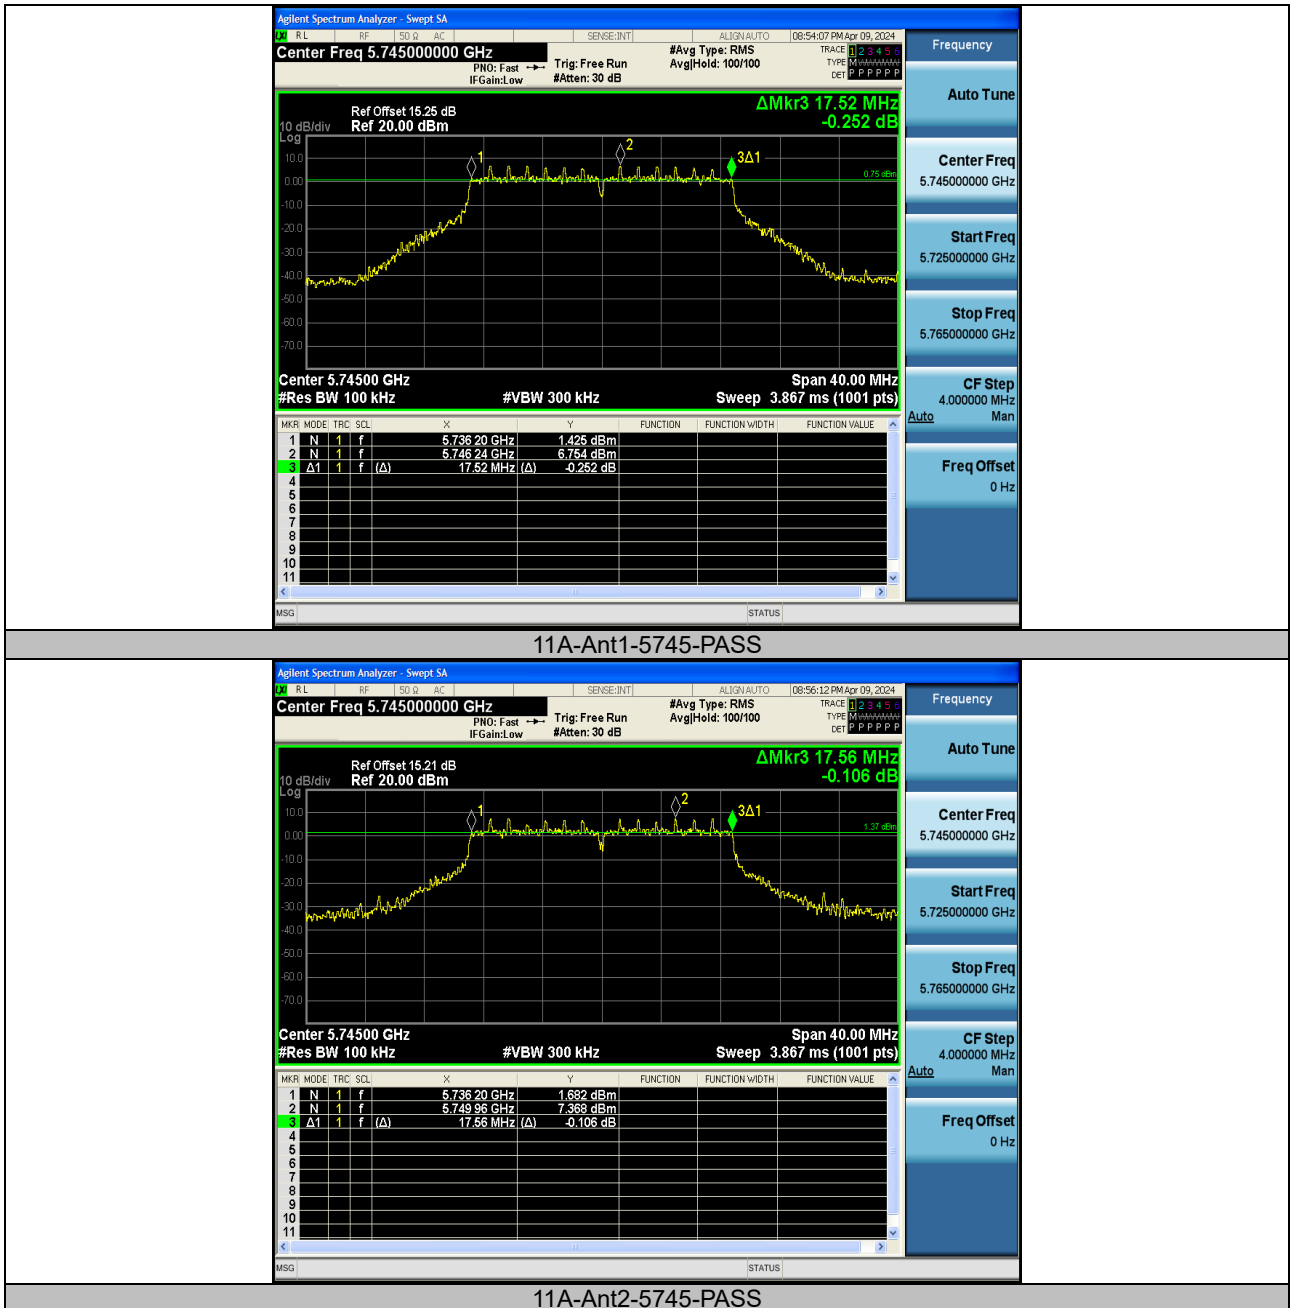 Agilent Spectrum Analyzer - Swept SA
RL RF 50 Ω AC SENSE:INT ALIGN AUTO 08:54:07 PM Apr 09, 2024
Center Freq 5.745000000 GHz
PNO: Fast
IFGain:Low
Trig: Free Run
#Atten: 30 dB
#Avg Type: RMS
Avg|Hold: 100/100
TRACE 1 2 3 4 5 6
TYPE M
DET P P P P P P
Frequency
Auto Tune
Center Freq
5.745000000 GHz
Start Freq
5.725000000 GHz
Stop Freq
5.765000000 GHz
CF Step
4.000000 MHz
Auto Man
Freq Offset
0 Hz
ΔMkr3 17.52 MHz
-0.252 dB
Ref Offset 15.25 dB
10 dB/div Ref 20.00 dBm
Log
1
2
3Δ1
0.75 dBm
10.0
0.00
-10.0
-20.0
-30.0
-40.0
-50.0
-60.0
-70.0
Center 5.74500 GHz Span 40.00 MHz
#Res BW 100 kHz #VBW 300 kHz Sweep 3.867 ms (1001 pts)
MKR MODE TRC SCL X Y FUNCTION FUNCTION WIDTH FUNCTION VALUE
1 N 1 f 5.736 20 GHz 1.425 dBm
2 N 1 f 5.746 24 GHz 6.754 dBm
3 Δ1 1 f (Δ) 17.52 MHz (Δ) -0.252 dB
4
5
6
7
8
9
10
11
MSG STATUS
11A-Ant1-5745-PASS
Agilent Spectrum Analyzer - Swept SA
RL RF 50 Ω AC SENSE:INT ALIGN AUTO 08:56:12 PM Apr 09, 2024
Center Freq 5.745000000 GHz
PNO: Fast
IFGain:Low
Trig: Free Run
#Atten: 30 dB
#Avg Type: RMS
Avg|Hold: 100/100
TRACE 1 2 3 4 5 6
TYPE M
DET P P P P P P
Frequency
Auto Tune
Center Freq
5.745000000 GHz
Start Freq
5.725000000 GHz
Stop Freq
5.765000000 GHz
CF Step
4.000000 MHz
Auto Man
Freq Offset
0 Hz
ΔMkr3 17.56 MHz
-0.106 dB
Ref Offset 15.21 dB
10 dB/div Ref 20.00 dBm
Log
1
2
3Δ1
1.37 dBm
10.0
0.00
-10.0
-20.0
-30.0
-40.0
-50.0
-60.0
-70.0
Center 5.74500 GHz Span 40.00 MHz
#Res BW 100 kHz #VBW 300 kHz Sweep 3.867 ms (1001 pts)
MKR MODE TRC SCL X Y FUNCTION FUNCTION WIDTH FUNCTION VALUE
1 N 1 f 5.736 20 GHz 1.682 dBm
2 N 1 f 5.749 96 GHz 7.368 dBm
3 Δ1 1 f (Δ) 17.56 MHz (Δ) -0.106 dB
4
5
6
7
8
9
10
11
MSG STATUS
11A-Ant2-5745-PASS